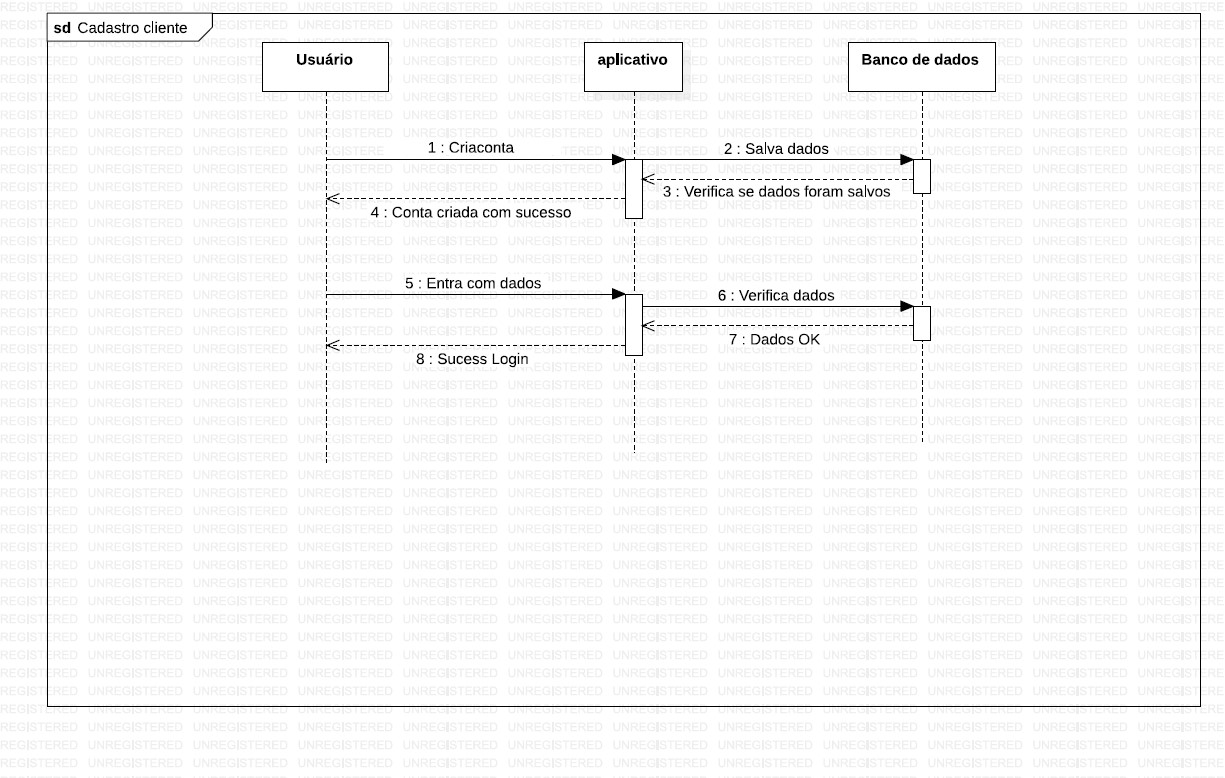 sd Cadastro cliente
Usuário
aplicativo
Banco de dados
1 : Criaconta
2 : Salva dados
3 : Verifica se dados foram salvos
4 : Conta criada com sucesso
5 : Entra com dados
6 : Verifica dados
7 : Dados OK
8 : Sucess Login
UNREGISTERED